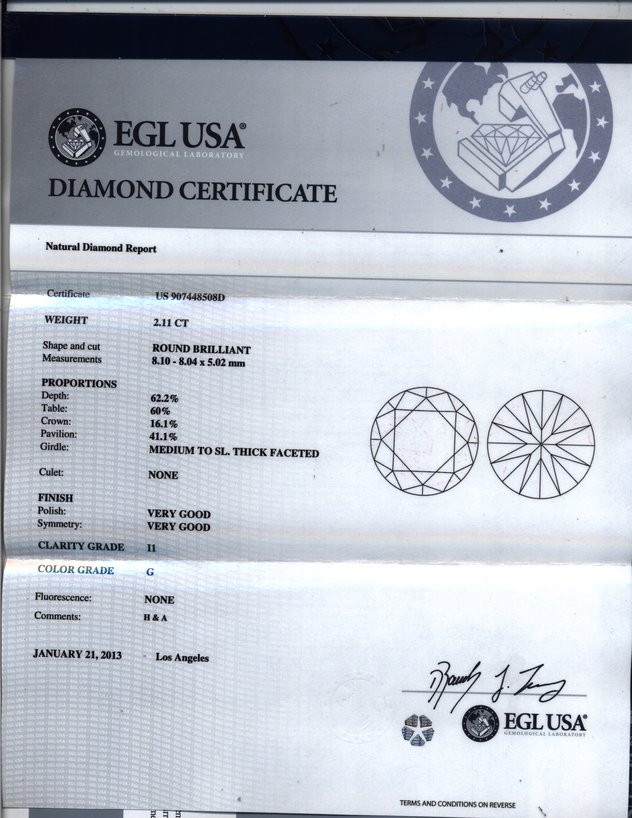 EGL USA®
GEMOLOGICAL LABORATORY
DIAMOND CERTIFICATE
Natural Diamond Report
Certificate US 907448508D
WEIGHT 2.11 CT
Shape and cut ROUND BRILLIANT
Measurements 8.10 - 8.04 x 5.02 mm
PROPORTIONS
Depth: 62.2%
Table: 60%
Crown: 16.1%
Pavilion: 41.1%
Girdle: MEDIUM TO SL. THICK FACETED
Culet: NONE
FINISH
Polish: VERY GOOD
Symmetry: VERY GOOD
CLARITY GRADE I1
COLOR GRADE G
Fluorescence: NONE
Comments: H & A
JANUARY 21, 2013 - Los Angeles
EGL USA®
GEMOLOGICAL LABORATORY
TERMS AND CONDITIONS ON REVERSE